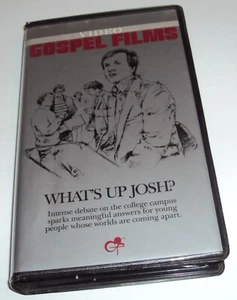 VIDEO
GOSPEL FILMS
WHAT'S UP JOSH?
Intense debate on the college campus
sparks meaningful answers for young
people whose worlds are coming apart.